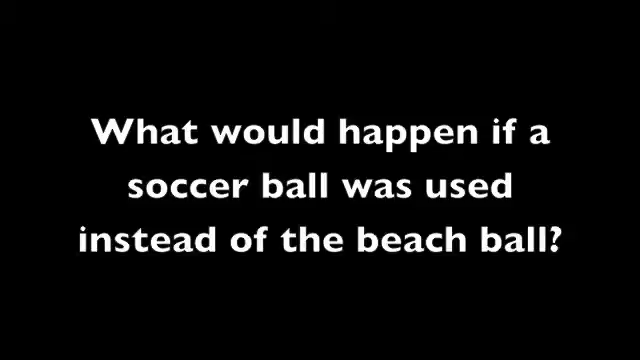 What would happen if a
soccer ball was used
instead of the beach ball?